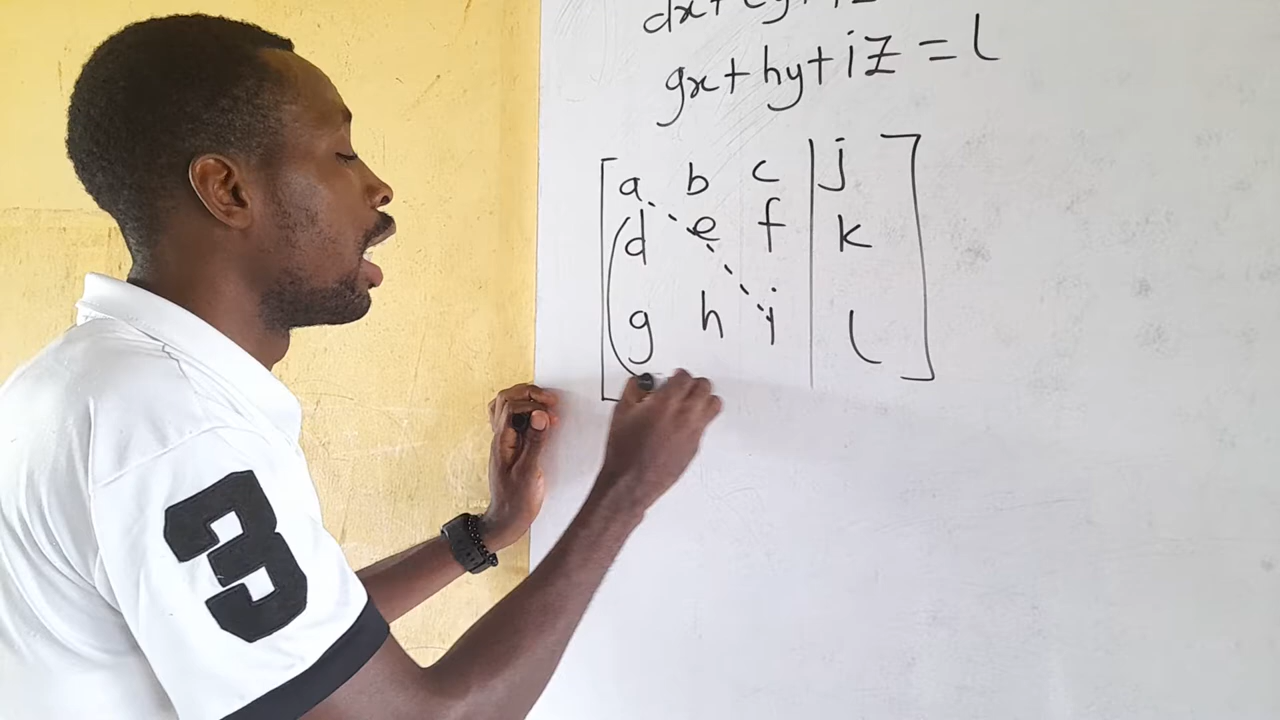 gx + hy + iz = l
a b c | j
d e f | k
g h i | l
3